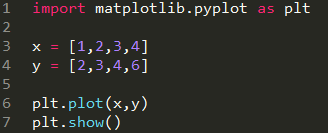 1 import matplotlib.pyplot as plt
2
3 x = [1,2,3,4]
4 y = [2,3,4,6]
5
6 plt.plot(x,y)
7 plt.show()